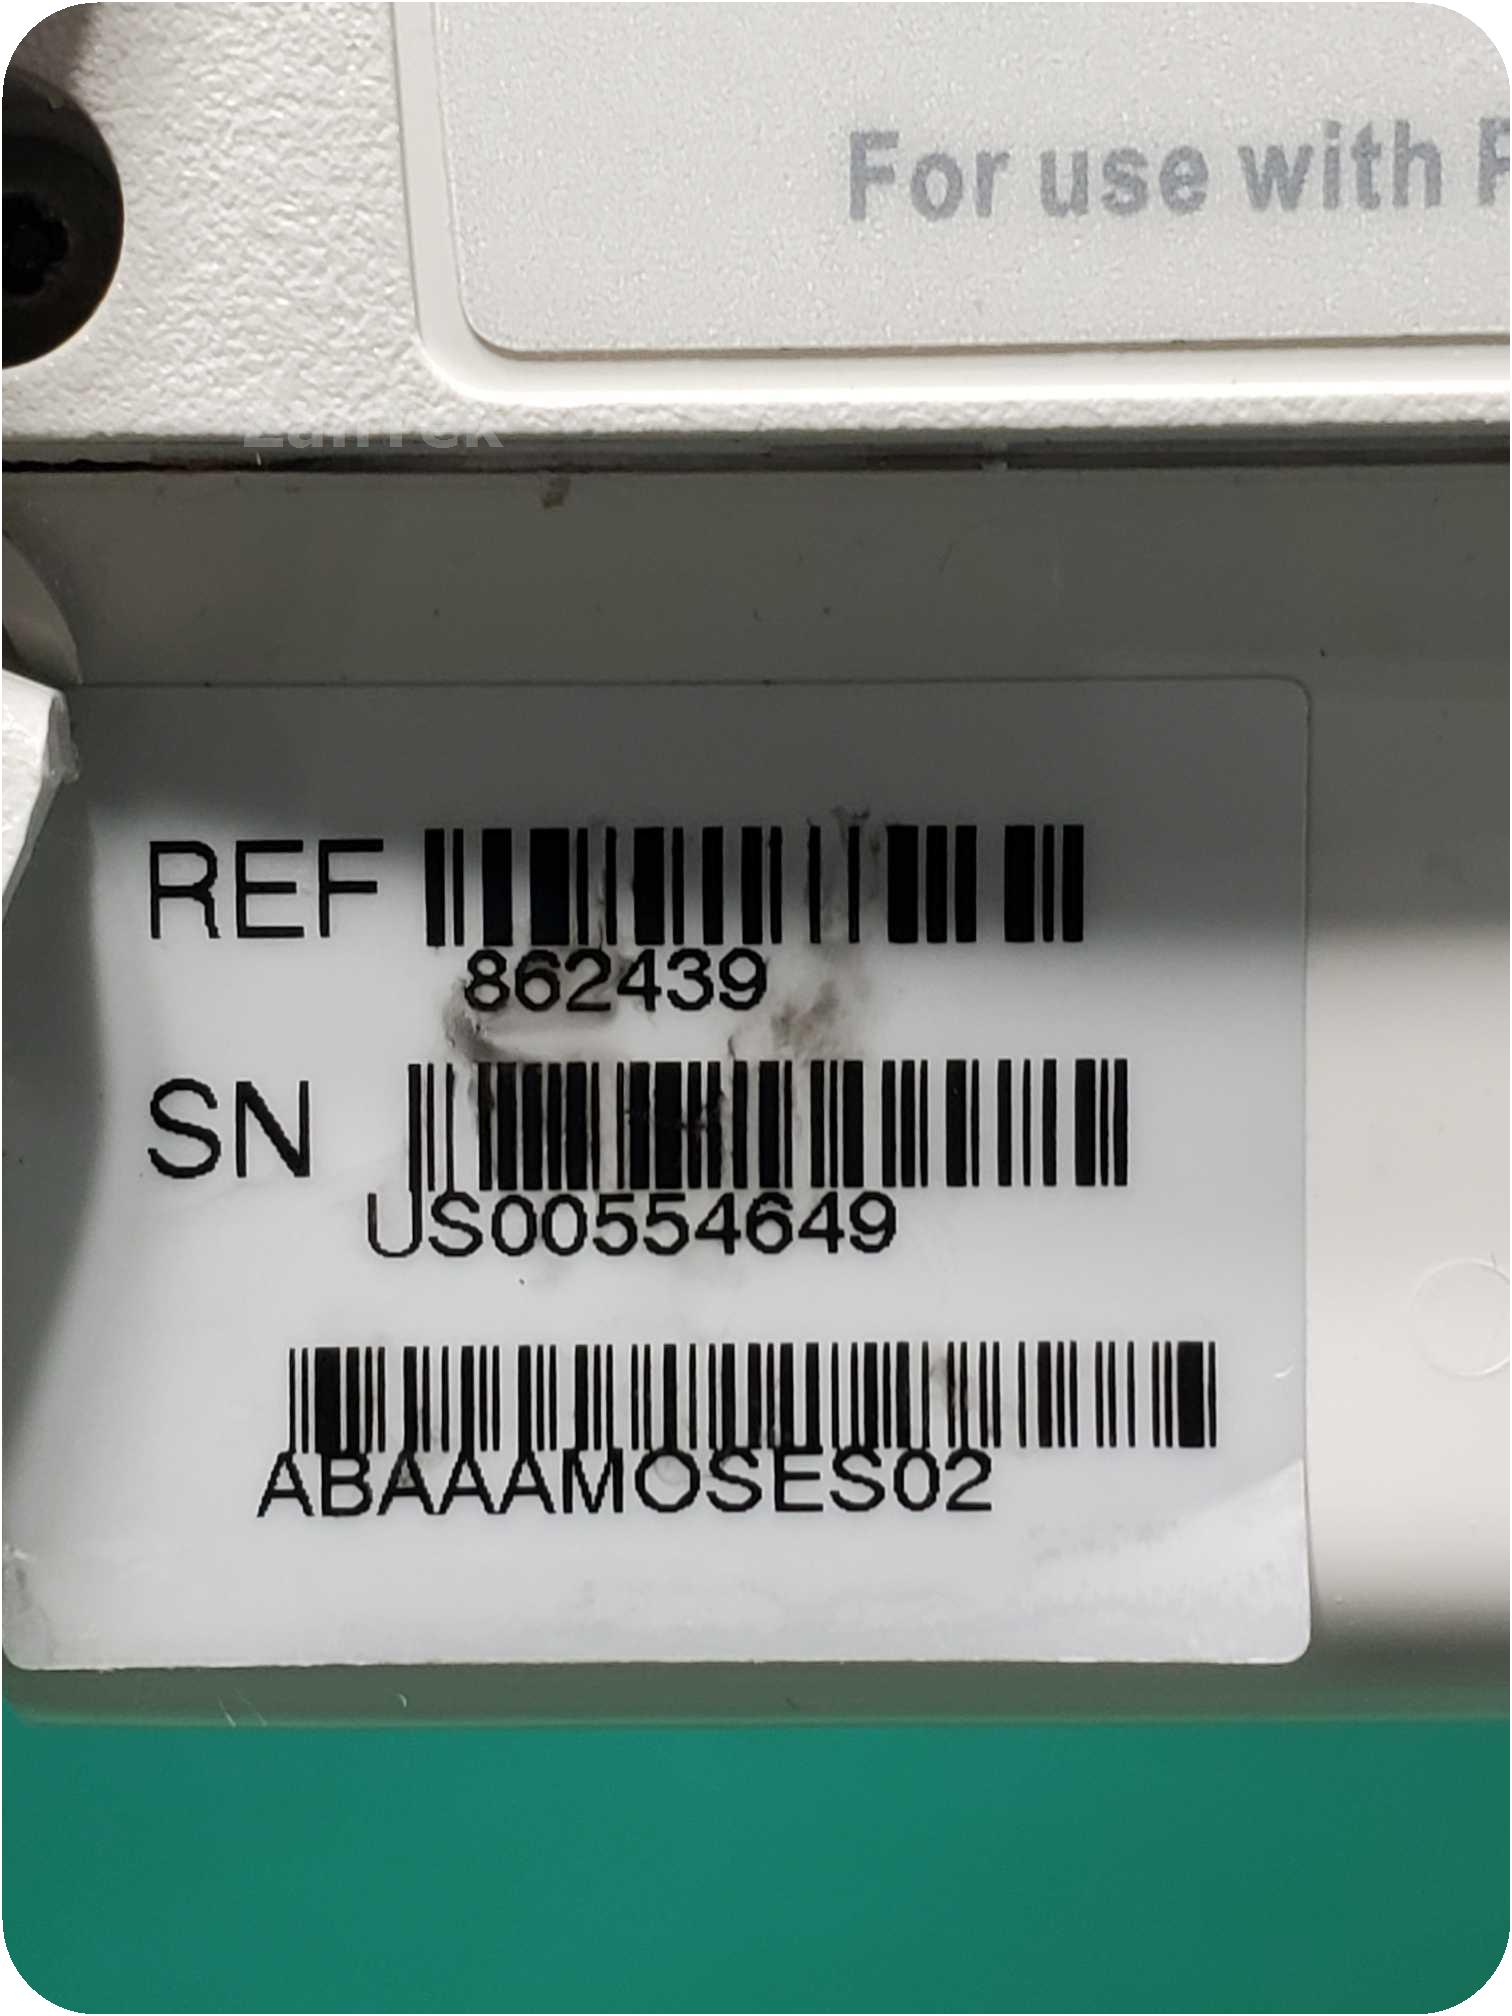 For use with
REF
862439
SN
US00554649
ABAAAMOSES02